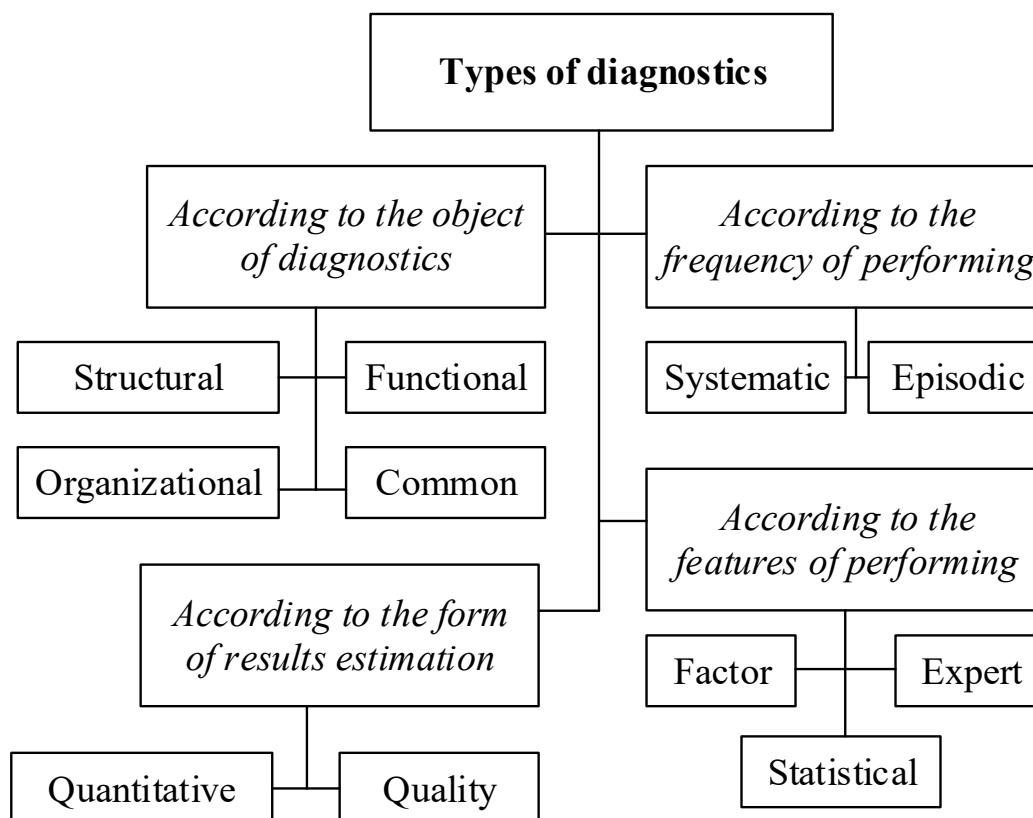 Types of diagnostics
According to the object
of diagnostics
According to the
frequency of performing
Structural
Functional
Systematic
Episodic
Organizational
Common
According to the
features of performing
According to the form
of results estimation
Factor
Expert
Statistical
Quantitative
Quality